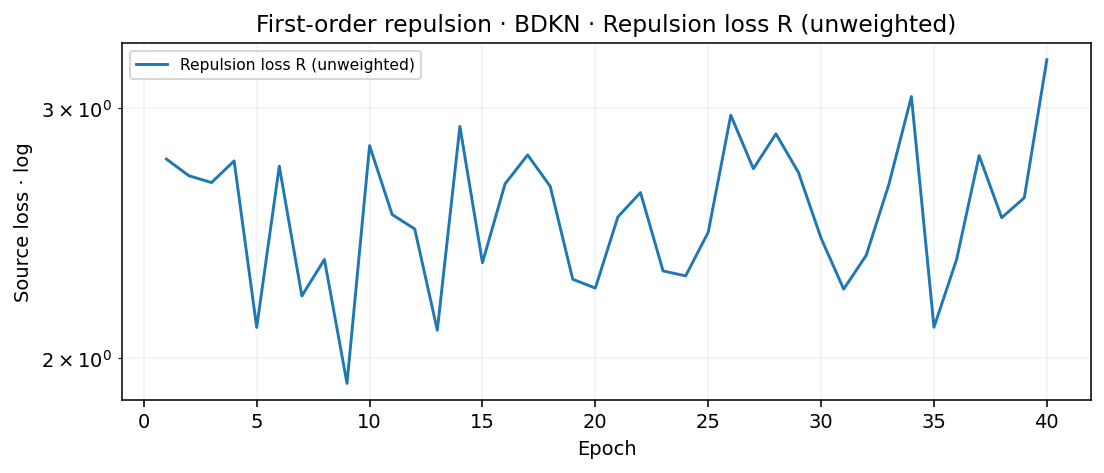 First-order repulsion · BDKN · Repulsion loss R (unweighted)
Repulsion loss R (unweighted)
3 × 10⁰
2 × 10⁰
Source loss · log
0 5 10 15 20 25 30 35 40
Epoch